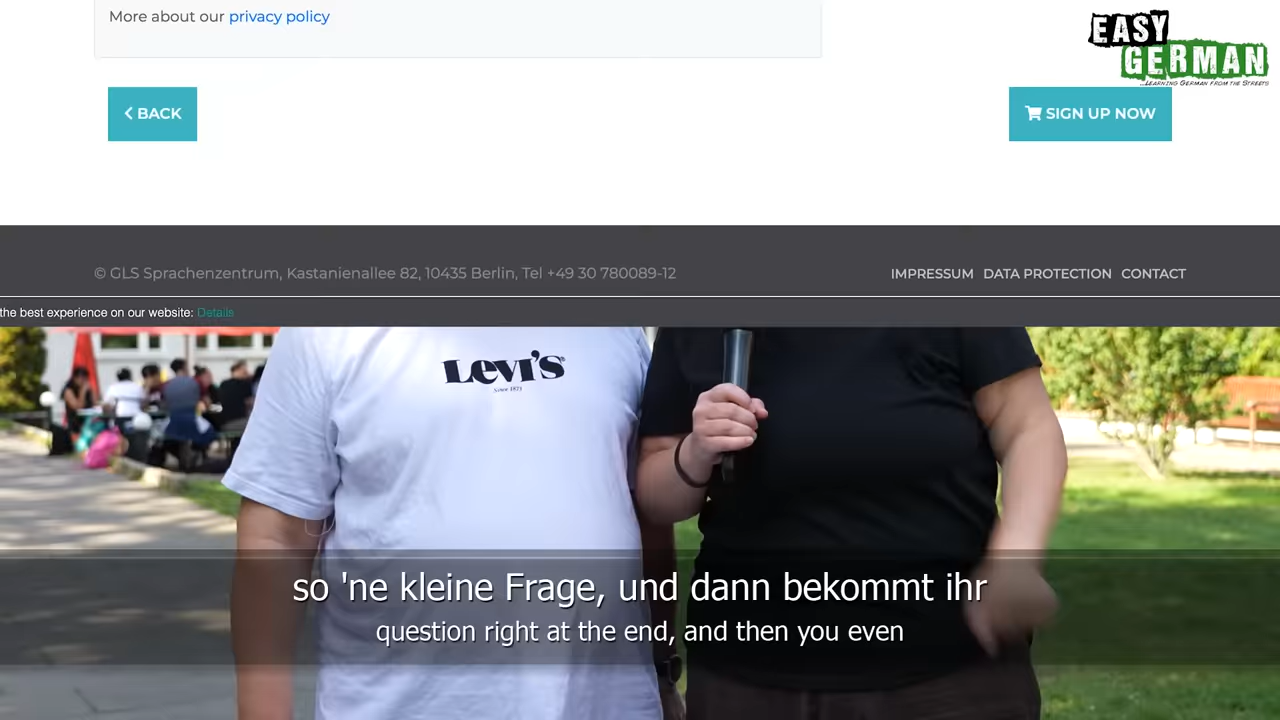 More about our privacy policy
EASY
GERMAN
...LEARNING GERMAN FROM THE STREETS
BACK
SIGN UP NOW
© GLS Sprachenzentrum, Kastanienallee 82, 10435 Berlin, Tel +49 30 780089-12
IMPRESSUM DATA PROTECTION CONTACT
the best experience on our website: Details
Levi's
Since 1873
so 'ne kleine Frage, und dann bekommt ihr
question right at the end, and then you even